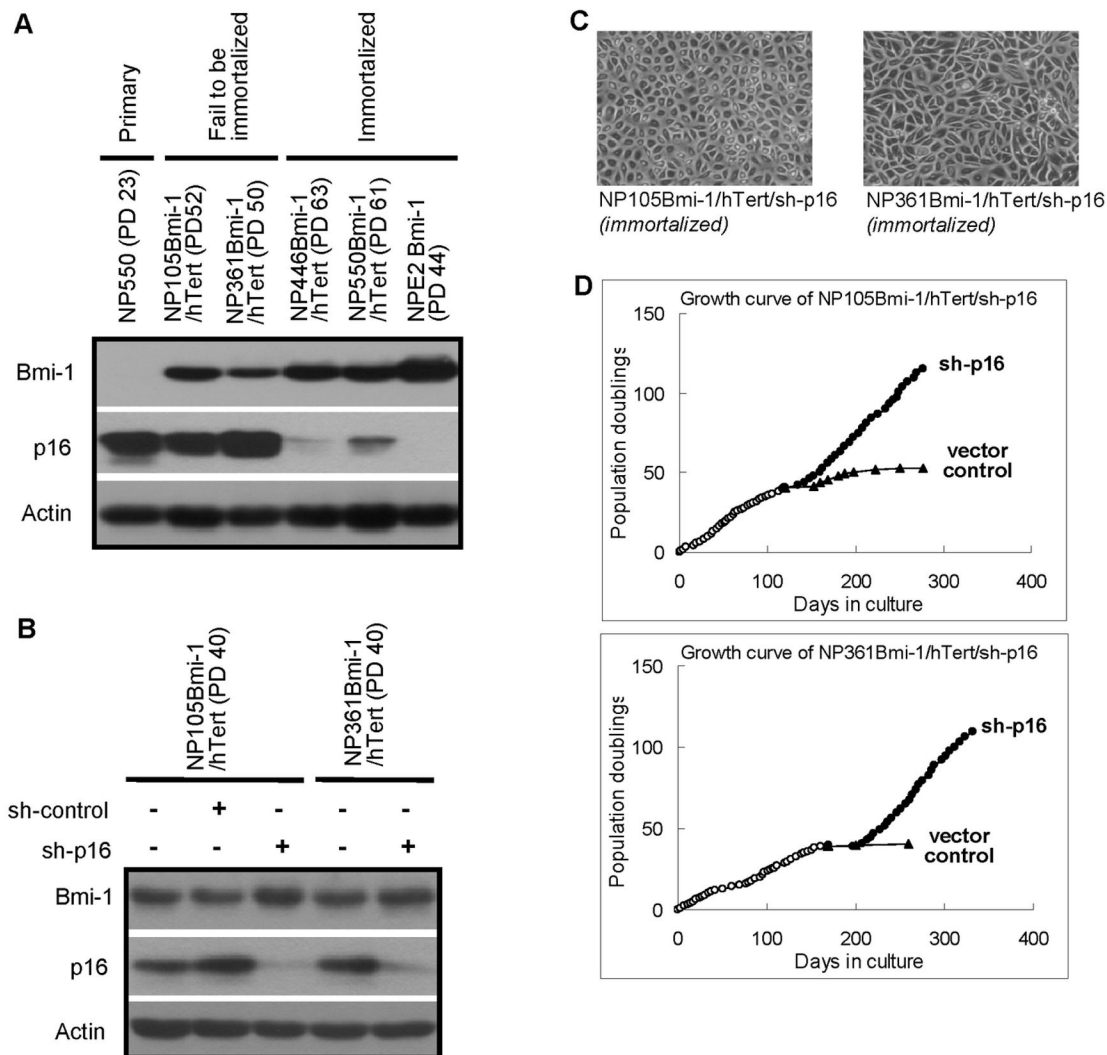 A
Primary
Fail to be
immortalized
Immortalized
NP550 (PD 23)
NP105Bmi-1
/hTert (PD52)
NP361Bmi-1
/hTert (PD 50)
NP446Bmi-1
/hTert (PD 63)
NP550Bmi-1
/hTert (PD 61)
NPE2 Bmi-1
(PD 44)
Bmi-1
p16
Actin
B
NP105Bmi-1
/hTert (PD 40)
NP361Bmi-1
/hTert (PD 40)
sh-control - + - - -
sh-p16 - - + - +
Bmi-1
p16
Actin
C
NP105Bmi-1/hTert/sh-p16
(immortalized)
NP361Bmi-1/hTert/sh-p16
(immortalized)
D
Growth curve of NP105Bmi-1/hTert/sh-p16
Population doublings
150
100
50
0
sh-p16
vector
control
0 100 200 300 400
Days in culture
Growth curve of NP361Bmi-1/hTert/sh-p16
Population doublings
150
100
50
0
sh-p16
vector
control
0 100 200 300 400
Days in culture